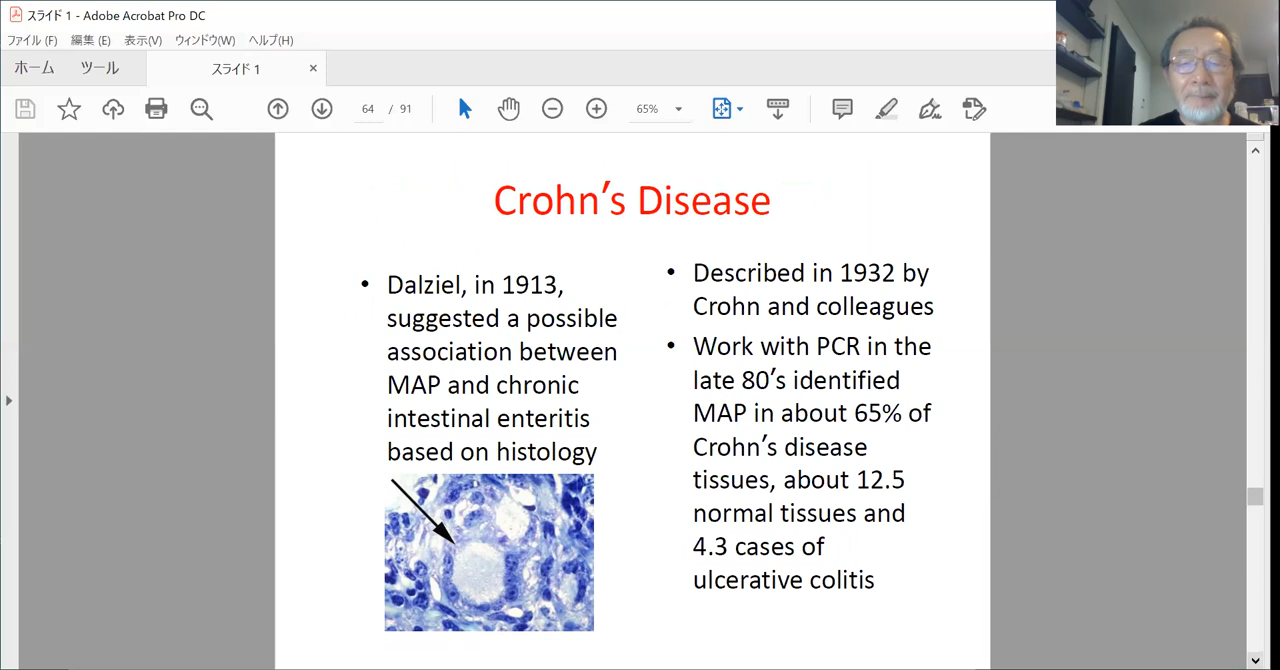 スライド 1 - Adobe Acrobat Pro DC
ファイル (F) 編集 (E) 表示(V) ウィンドウ(W) ヘルプ(H)
ホーム ツール スライド 1 ×
64 / 91 65%
Crohn’s Disease
• Dalziel, in 1913,
suggested a possible
association between
MAP and chronic
intestinal enteritis
based on histology
• Described in 1932 by
Crohn and colleagues
• Work with PCR in the
late 80’s identified
MAP in about 65% of
Crohn’s disease
tissues, about 12.5
normal tissues and
4.3 cases of
ulcerative colitis